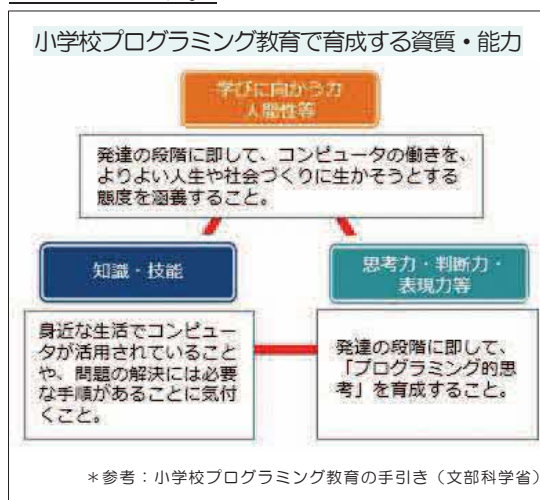 小学校プログラミング教育で育成する資質・能力
学びに向かう力
人間性等
発達の段階に即して、コンピュータの働きを、
よりよい人生や社会づくりに生かそうとする
態度を涵養すること。
知識・技能
身近な生活でコンピュー
タが活用されていること
や、問題の解決には必要
な手順があることに気付
くこと。
思考力・判断力・
表現力等
発達の段階に即して、
「プログラミング的思
考」を育成すること。
＊参考：小学校プログラミング教育の手引き（文部科学省）